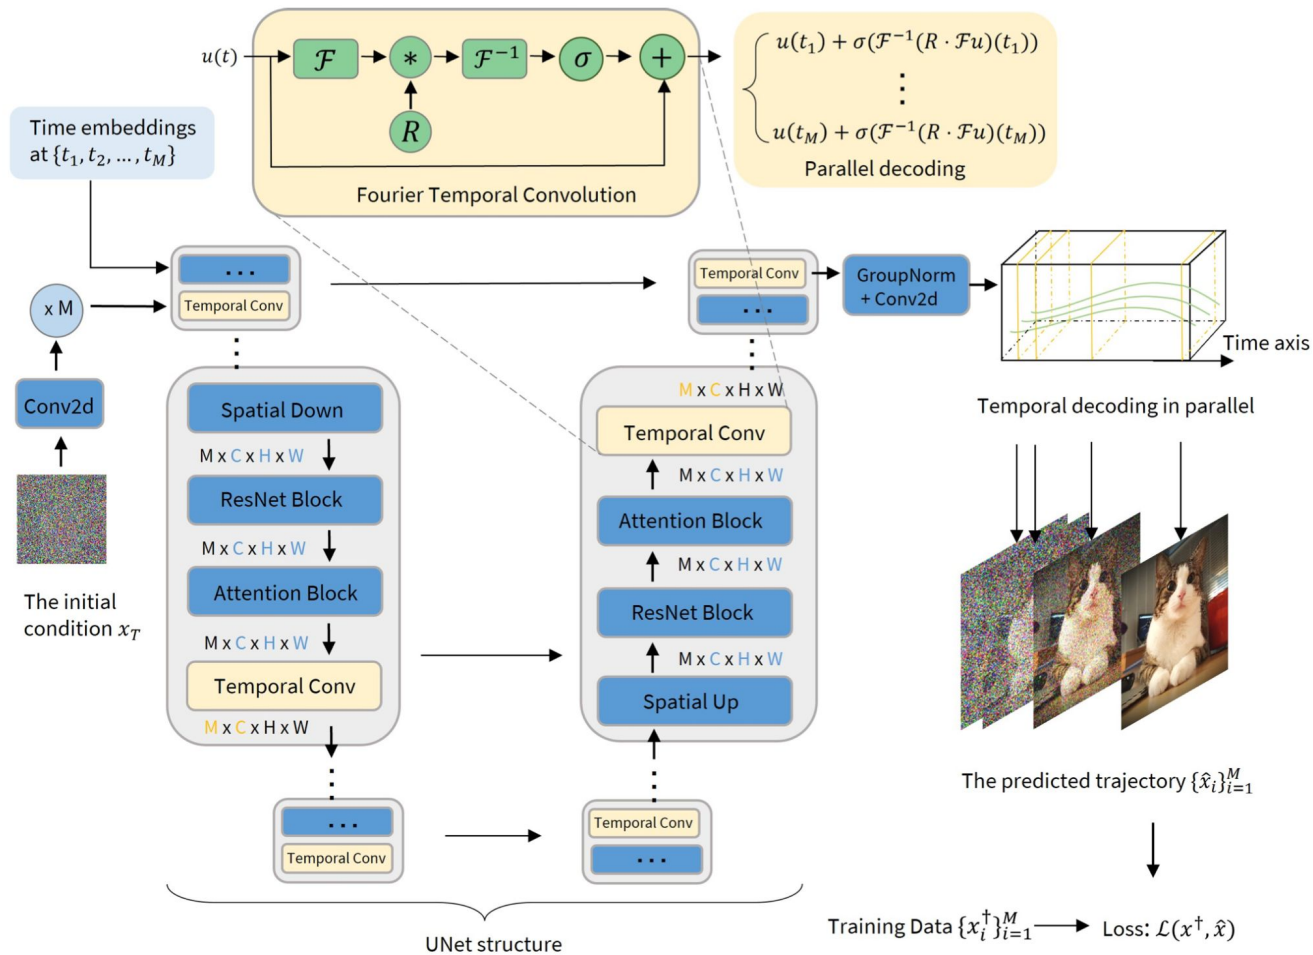 u(t)
ℱ
*
ℱ⁻¹
σ
+
R
Fourier Temporal Convolution
u(t₁) + σ(ℱ⁻¹(R · ℱu)(t₁))
⋮
u(t_M) + σ(ℱ⁻¹(R · ℱu)(t_M))
Parallel decoding
Time embeddings
at {t₁, t₂, ..., t_M}
...
Temporal Conv
x M
Conv2d
The initial
condition x_T
Spatial Down
M x C x H x W
ResNet Block
M x C x H x W
Attention Block
M x C x H x W
Temporal Conv
M x C x H x W
...
Temporal Conv
Temporal Conv
...
GroupNorm
+ Conv2d
M x C x H x W
Temporal Conv
M x C x H x W
Attention Block
M x C x H x W
ResNet Block
M x C x H x W
Spatial Up
Temporal Conv
...
UNet structure
Time axis
Temporal decoding in parallel
The predicted trajectory {x̂ᵢ}ᵢ₌₁ᴹ
Training Data {xᵢ†}ᵢ₌₁ᴹ
Loss: ℒ(x†, x̂)